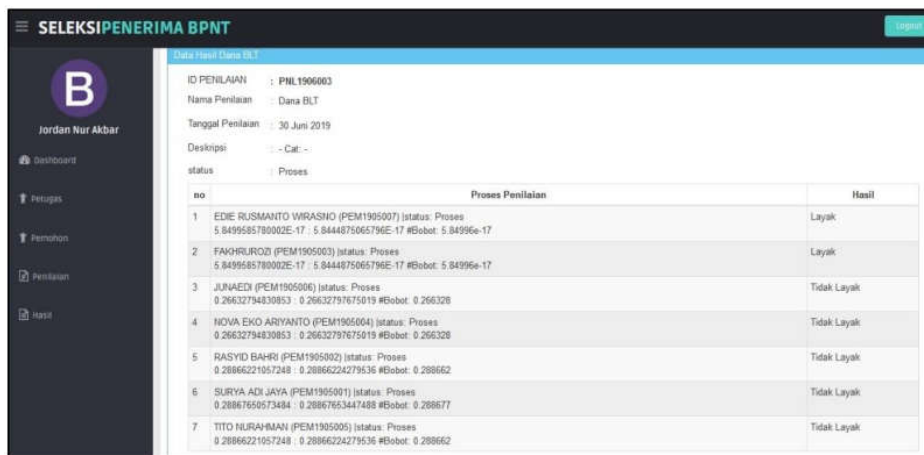 SELEKSIPENERIMA BPNT
Logout
B
Jordan Nur Akbar
Dashboard
Petugas
Pemohon
Penilaian
Hasil
Data Hasil Dana BLT
ID PENILAIAN : PNL1906003
Nama Penilaian : Dana BLT
Tanggal Penilaian : 30 Juni 2019
Deskripsi : - Cat: -
status : Proses
no Proses Penilaian Hasil
1 EDIE RUSMANTO WIRASNO (PEM1905007) |status: Proses Layak
5.8499585780002E-17 : 5.8444875065796E-17 #Bobot: 5.84996e-17
2 FAKHRUROZI (PEM1905003) |status: Proses Layak
5.8499585780002E-17 : 5.8444875065796E-17 #Bobot: 5.84996e-17
3 JUNAEDI (PEM1905006) |status: Proses Tidak Layak
0.26632794830853 : 0.26632797675019 #Bobot: 0.266328
4 NOVA EKO ARIYANTO (PEM1905004) |status: Proses Tidak Layak
0.26632794830853 : 0.26632797675019 #Bobot: 0.266328
5 RASYID BAHRI (PEM1905002) |status: Proses Tidak Layak
0.28866221057248 : 0.28866224279536 #Bobot: 0.288662
6 SURYA ADI JAYA (PEM1905001) |status: Proses Tidak Layak
0.28867650573484 : 0.28867653447488 #Bobot: 0.288677
7 TITO NURAHMAN (PEM1905005) |status: Proses Tidak Layak
0.28866221057248 : 0.28866224279536 #Bobot: 0.288662